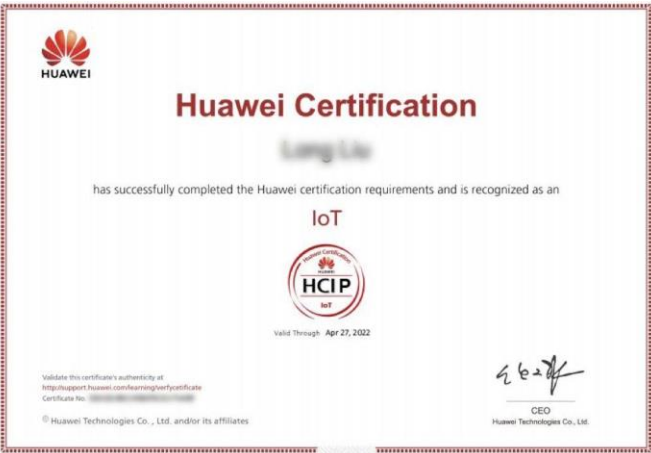 HUAWEI
Huawei Certification
has successfully completed the Huawei certification requirements and is recognized as an
IoT
Huawei Certification
HUAWEI
HCIP
IoT
Valid Through Apr 27, 2022
Validate this certificate's authenticity at
http://support.huawei.com/learning/verfycetificate
Certificate No.
CEO
© Huawei Technologies Co. , Ltd. and/or its affiliates
Huawei Technologies Co., Ltd.